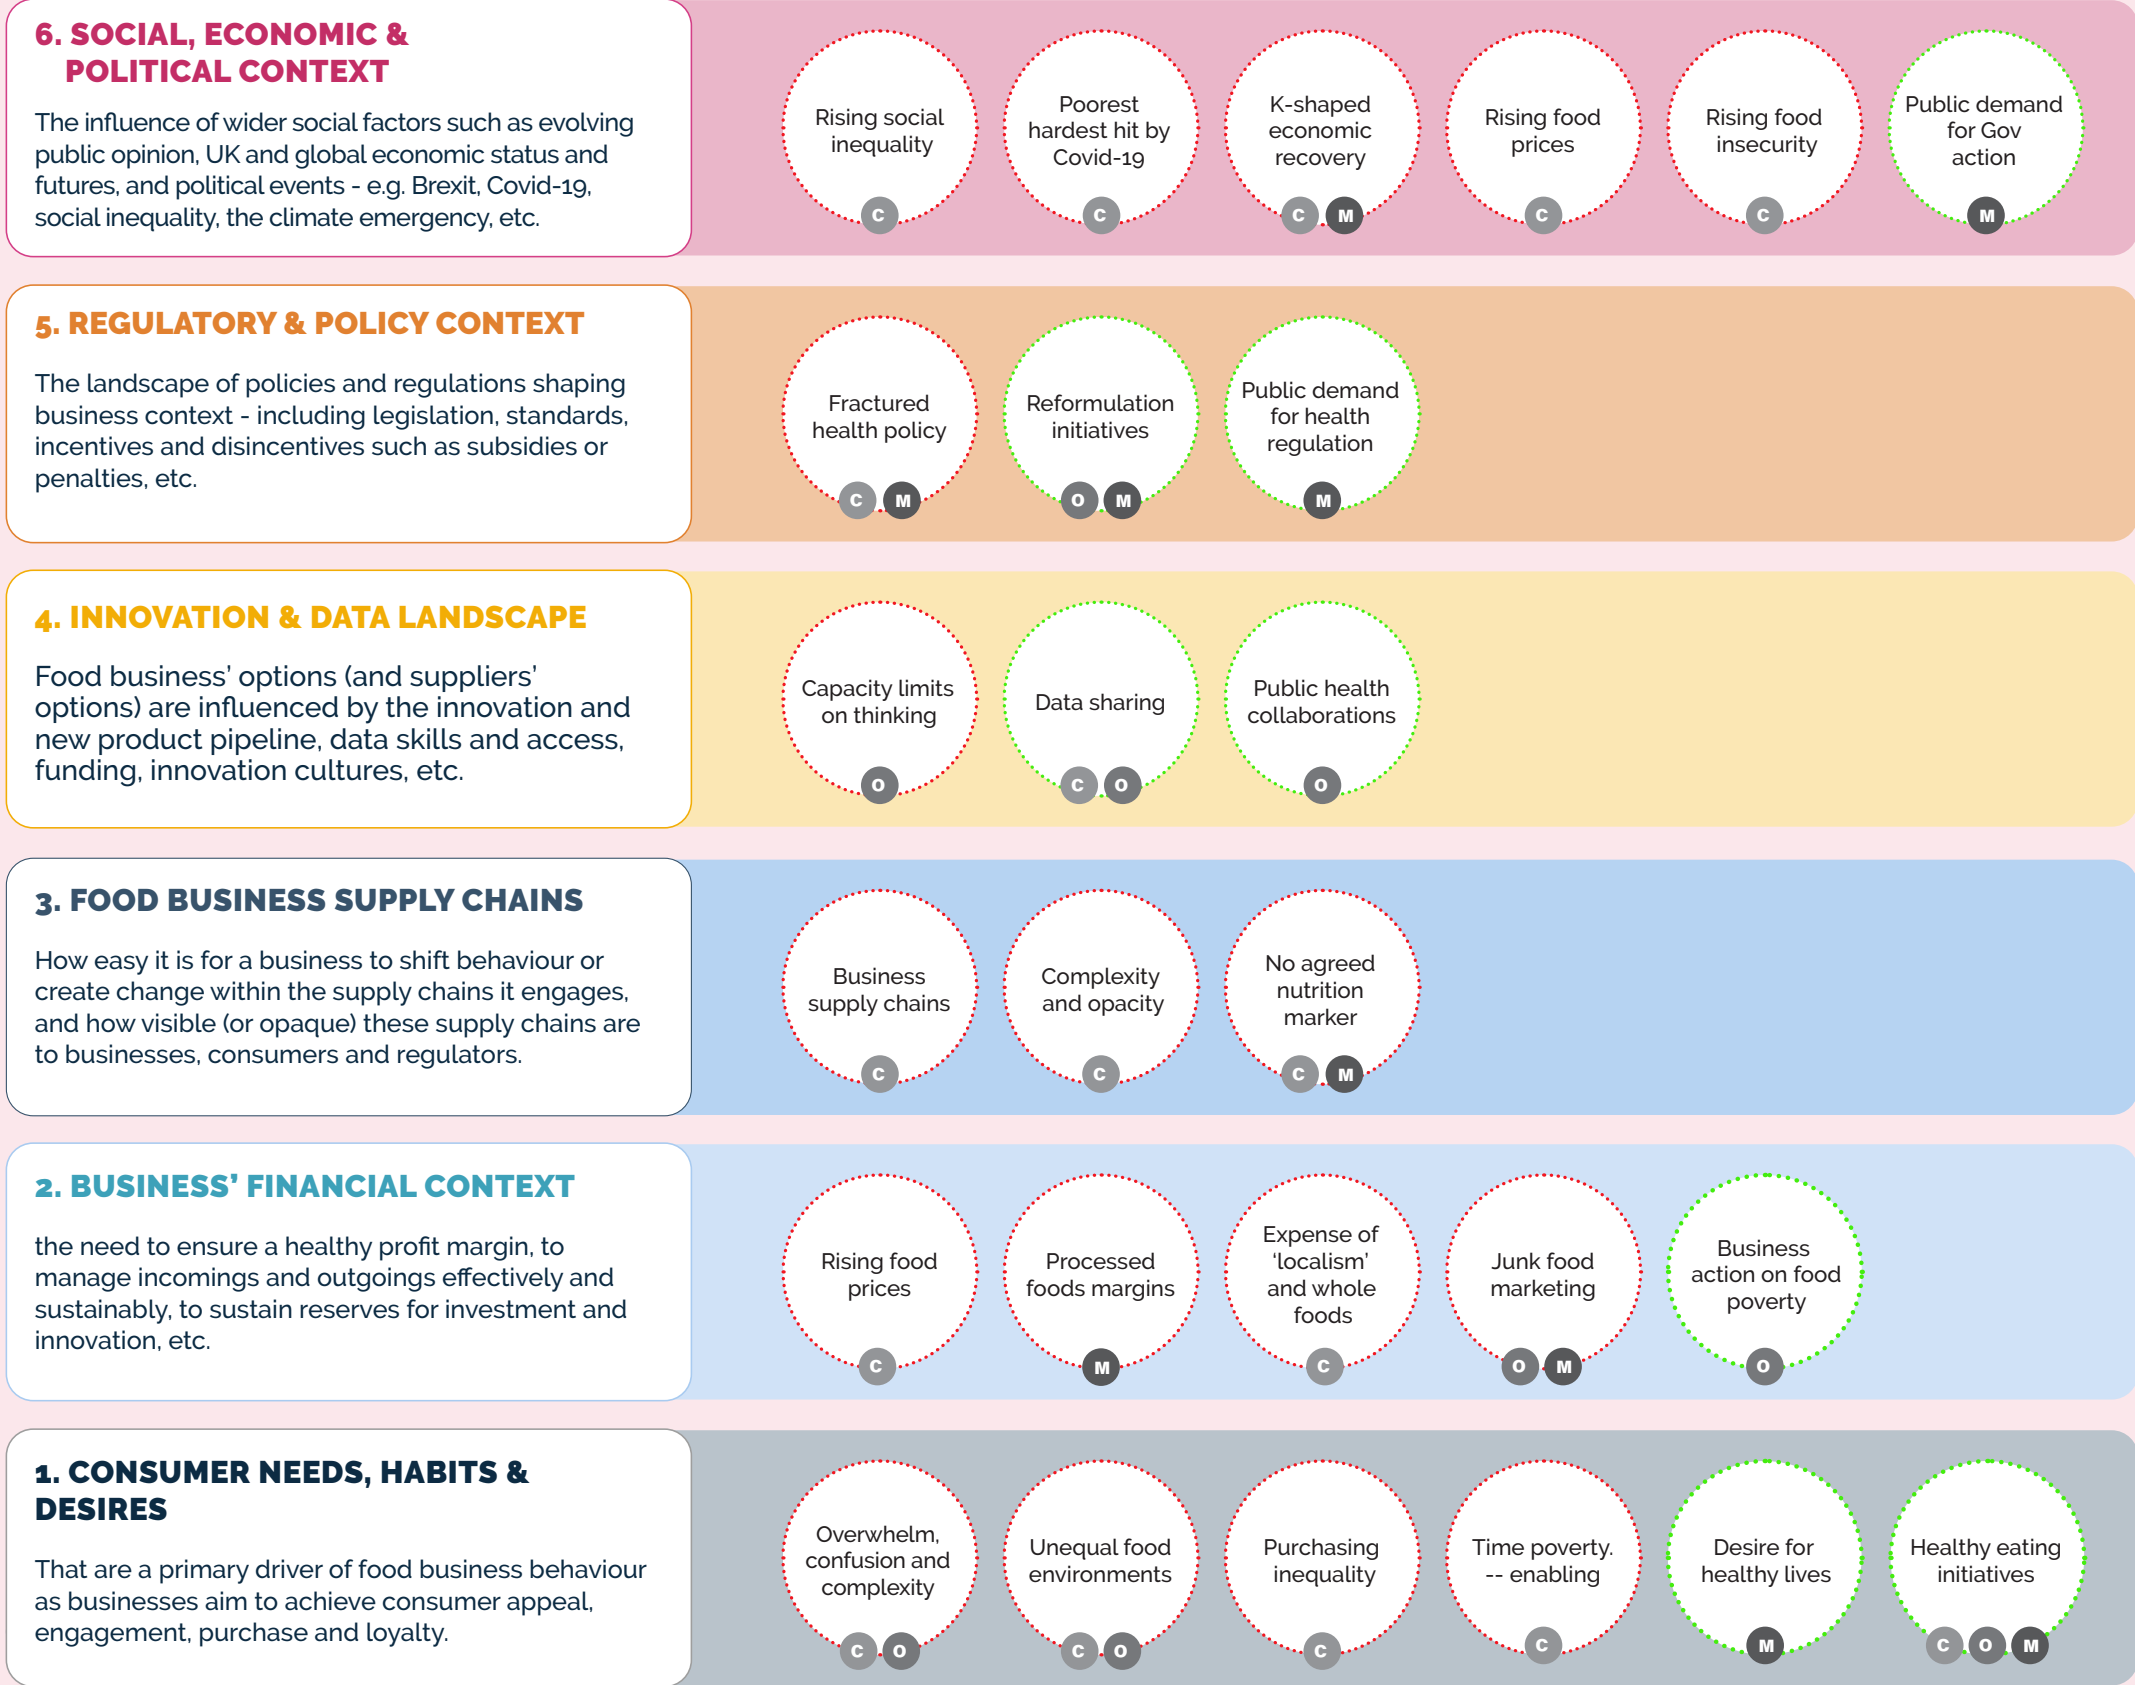 6. SOCIAL, ECONOMIC &
POLITICAL CONTEXT
The influence of wider social factors such as evolving
public opinion, UK and global economic status and
futures, and political events - e.g. Brexit, Covid-19,
social inequality, the climate emergency, etc.
Rising social
inequality
C
Poorest
hardest hit by
Covid-19
C
K-shaped
economic
recovery
C M
Rising food
prices
C
Rising food
insecurity
C
Public demand
for Gov
action
M
5. REGULATORY & POLICY CONTEXT
The landscape of policies and regulations shaping
business context - including legislation, standards,
incentives and disincentives such as subsidies or
penalties, etc.
Fractured
health policy
C M
Reformulation
initiatives
O M
Public demand
for health
regulation
M
4. INNOVATION & DATA LANDSCAPE
Food business’ options (and suppliers’
options) are influenced by the innovation and
new product pipeline, data skills and access,
funding, innovation cultures, etc.
Capacity limits
on thinking
O
Data sharing
C O
Public health
collaborations
O
3. FOOD BUSINESS SUPPLY CHAINS
How easy it is for a business to shift behaviour or
create change within the supply chains it engages,
and how visible (or opaque) these supply chains are
to businesses, consumers and regulators.
Business
supply chains
C
Complexity
and opacity
C
No agreed
nutrition
marker
C M
2. BUSINESS’ FINANCIAL CONTEXT
the need to ensure a healthy profit margin, to
manage incomings and outgoings effectively and
sustainably, to sustain reserves for investment and
innovation, etc.
Rising food
prices
C
Processed
foods margins
M
Expense of
‘localism’
and whole
foods
C
Junk food
marketing
O M
Business
action on food
poverty
O
1. CONSUMER NEEDS, HABITS &
DESIRES
That are a primary driver of food business behaviour
as businesses aim to achieve consumer appeal,
engagement, purchase and loyalty.
Overwhelm,
confusion and
complexity
C O
Unequal food
environments
C O
Purchasing
inequality
C
Time poverty.
-- enabling
C
Desire for
healthy lives
M
Healthy eating
initiatives
C O M